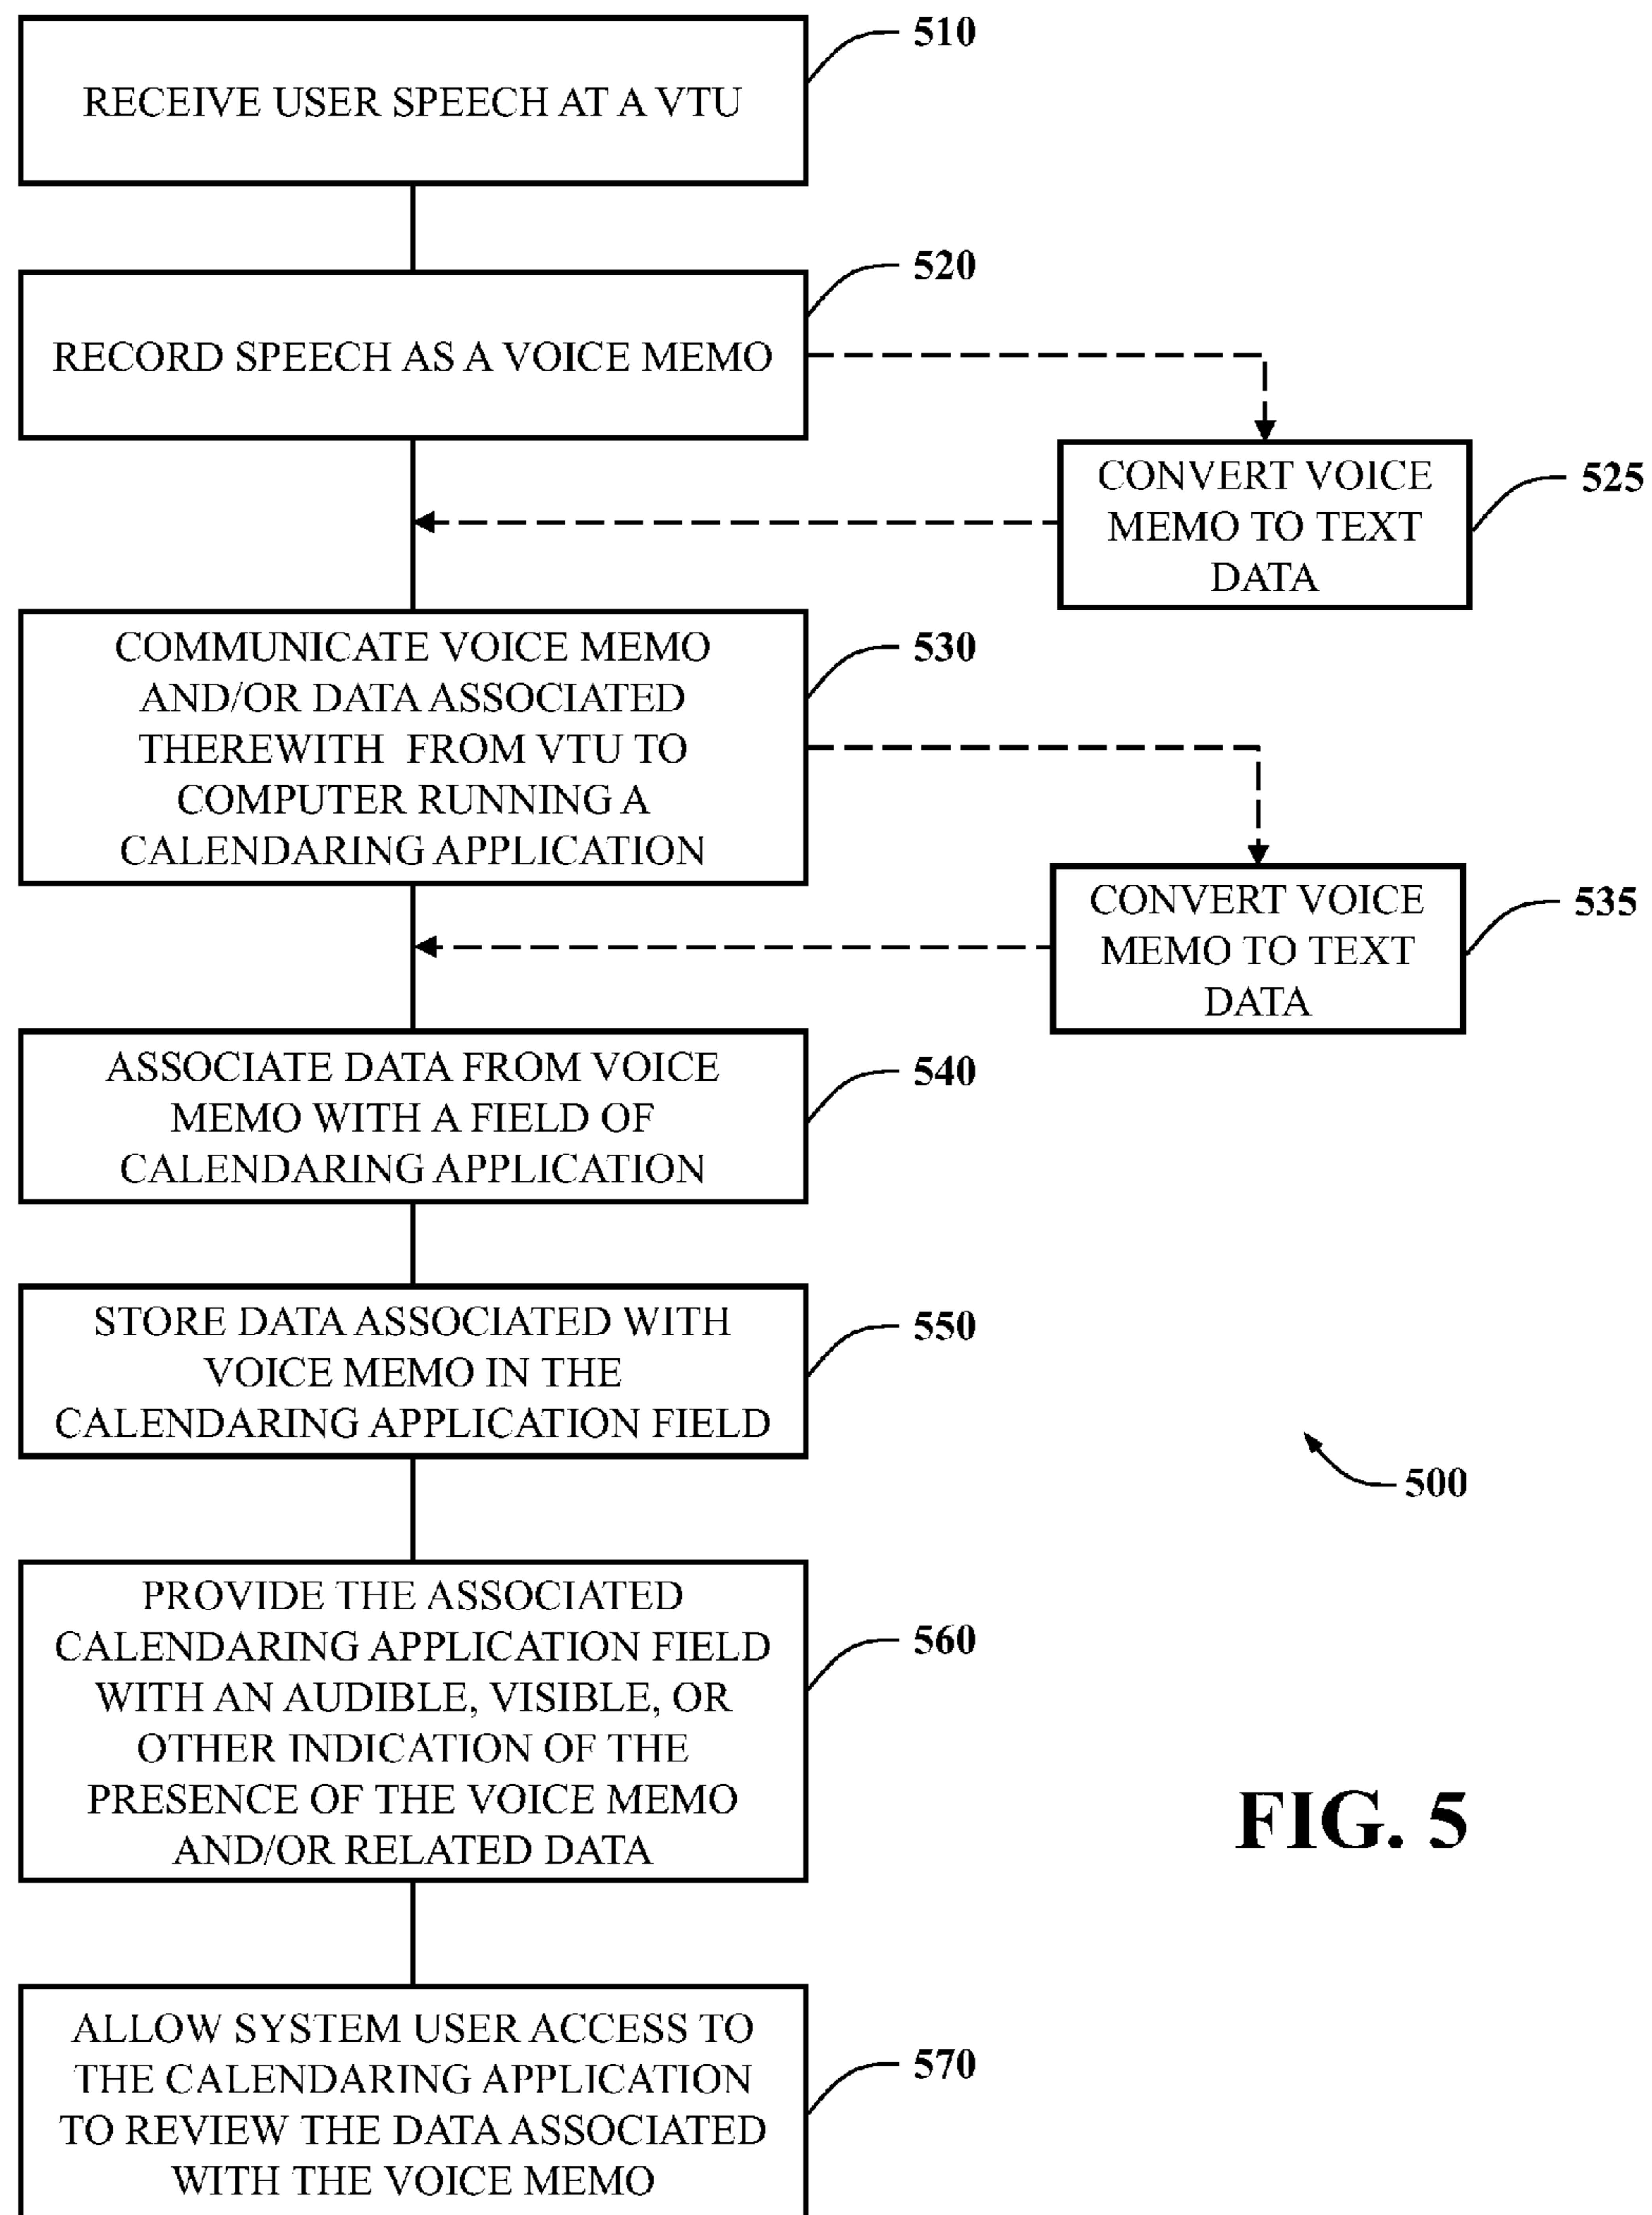 510
RECEIVE USER SPEECH AT A VTU
520
RECORD SPEECH AS A VOICE MEMO
CONVERT VOICE
MEMO TO TEXT
DATA
525
COMMUNICATE VOICE MEMO
AND/OR DATA ASSOCIATED
THEREWITH FROM VTU TO
COMPUTER RUNNING A
CALENDARING APPLICATION
530
CONVERT VOICE
MEMO TO TEXT
DATA
535
ASSOCIATE DATA FROM VOICE
MEMO WITH A FIELD OF
CALENDARING APPLICATION
540
STORE DATA ASSOCIATED WITH
VOICE MEMO IN THE
CALENDARING APPLICATION FIELD
550
500
PROVIDE THE ASSOCIATED
CALENDARING APPLICATION FIELD
WITH AN AUDIBLE, VISIBLE, OR
OTHER INDICATION OF THE
PRESENCE OF THE VOICE MEMO
AND/OR RELATED DATA
560
FIG. 5
ALLOW SYSTEM USER ACCESS TO
THE CALENDARING APPLICATION
TO REVIEW THE DATA ASSOCIATED
WITH THE VOICE MEMO
570